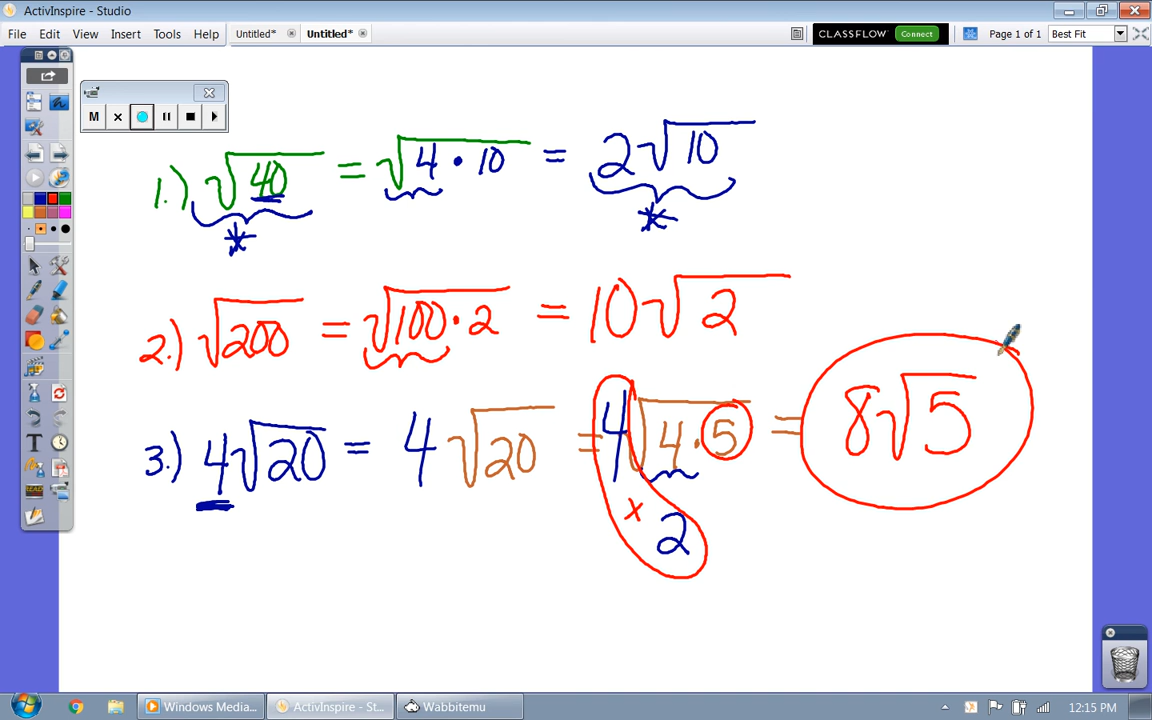 ActivInspire - Studio
File Edit View Insert Tools Help Untitled* Untitled* CLASSFLOW Connect Page 1 of 1 Best Fit
M
1.) √40 = √4 · 10 = 2√10
* *
2.) √200 = √100 · 2 = 10√2
3.) 4√20 = 4√20 = 4√4 · 5 = 8√5
x 2
T
Windows Media... ActivInspire - St... Wabbitemu 12:15 PM